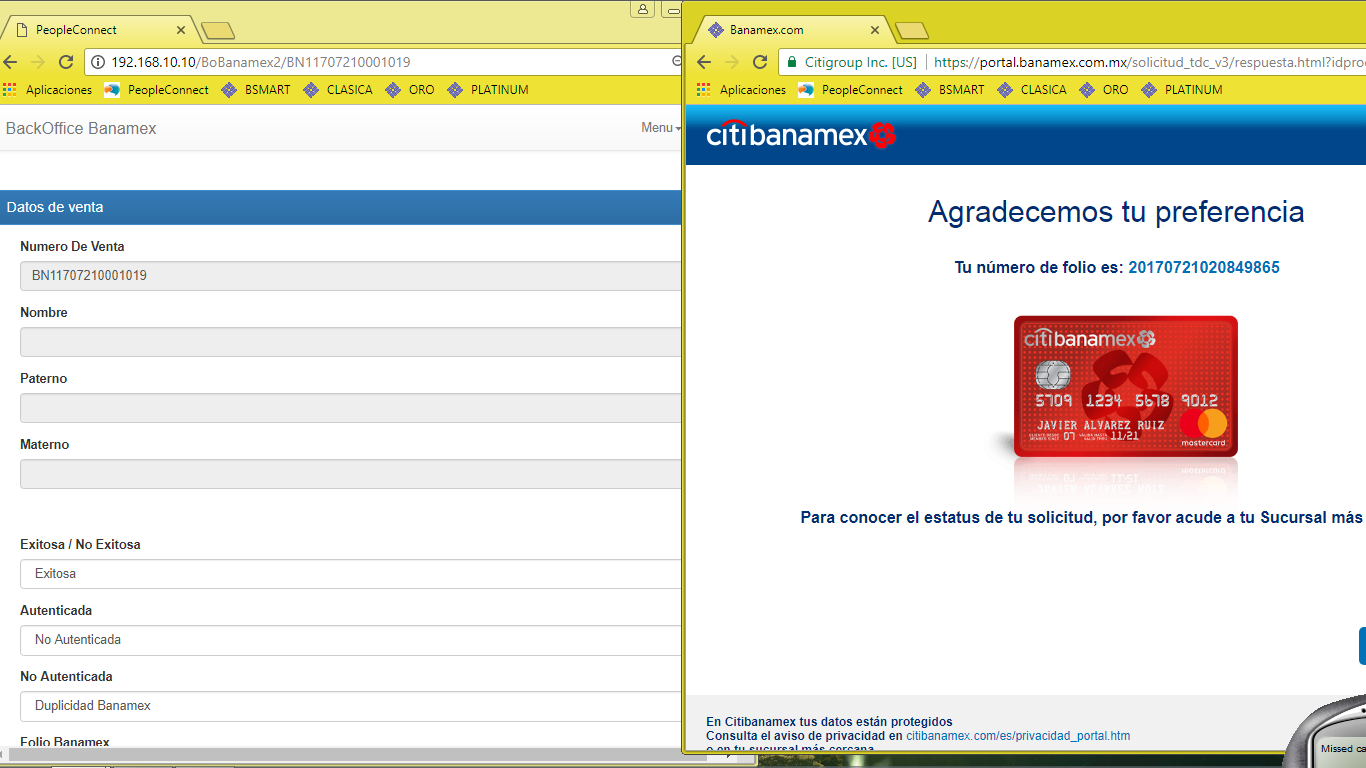 PeopleConnect
192.168.10.10/BoBanamex2/BN11707210001019
Aplicaciones PeopleConnect BSMART CLASICA ORO PLATINUM
BackOffice Banamex Menu
Datos de venta
Numero De Venta
BN11707210001019
Nombre
Paterno
Materno
Exitosa / No Exitosa
Exitosa
Autenticada
No Autenticada
No Autenticada
Duplicidad Banamex
Folio Banamex
Banamex.com
Citigroup Inc. [US] https://portal.banamex.com.mx/solicitud_tdc_v3/respuesta.html?idproc
Aplicaciones PeopleConnect BSMART CLASICA ORO PLATINUM
citibanamex
Agradecemos tu preferencia
Tu número de folio es: 20170721020849865
citibanamex
5709 1234 5678 9012
JAVIER ALVAREZ RUIZ
07 11/21
mastercard
Para conocer el estatus de tu solicitud, por favor acude a tu Sucursal más
En Citibanamex tus datos están protegidos
Consulta el aviso de privacidad en citibanamex.com/es/privacidad_portal.htm
o en tu sucursal más cercana
Missed ca